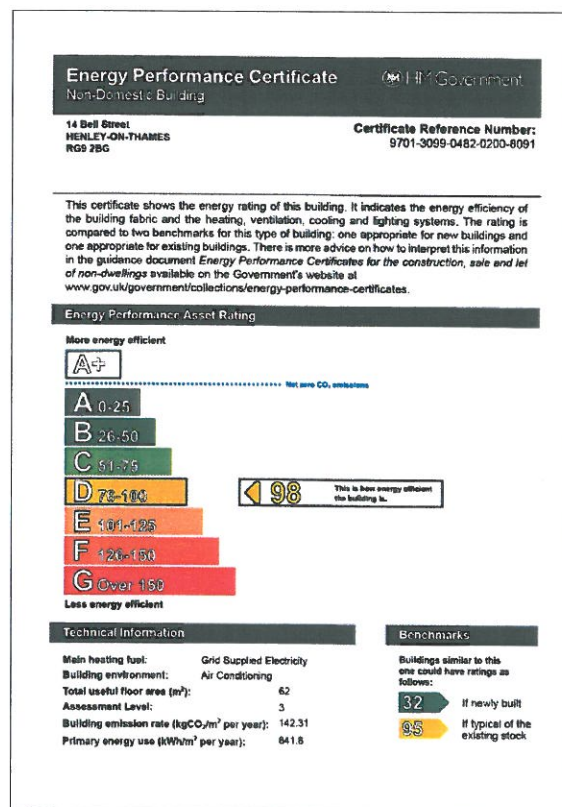 Energy Performance Certificate
HM Government
Non-Domestic Building
14 Bell Street
HENLEY-ON-THAMES
RG9 2BG
Certificate Reference Number:
9701-3099-0482-0200-8091
This certificate shows the energy rating of this building. It indicates the energy efficiency of
the building fabric and the heating, ventilation, cooling and lighting systems. The rating is
compared to two benchmarks for this type of building: one appropriate for new buildings and
one appropriate for existing buildings. There is more advice on how to interpret this information
in the guidance document Energy Performance Certificates for the construction, sale and let
of non-dwellings available on the Government's website at
www.gov.uk/government/collections/energy-performance-certificates.
Energy Performance Asset Rating
More energy efficient
A+
Net zero CO₂ emissions
A 0-25
B 26-50
C 51-75
D 76-100
98
This is how energy efficient
the building is.
E 101-125
F 126-150
G Over 150
Less energy efficient
Technical Information
Main heating fuel: Grid Supplied Electricity
Building environment: Air Conditioning
Total useful floor area (m²): 62
Assessment Level: 3
Building emission rate (kgCO₂/m² per year): 142.31
Primary energy use (kWh/m² per year): 841.8
Benchmarks
Buildings similar to this
one could have ratings as
follows:
32 If newly built
95 If typical of the
existing stock